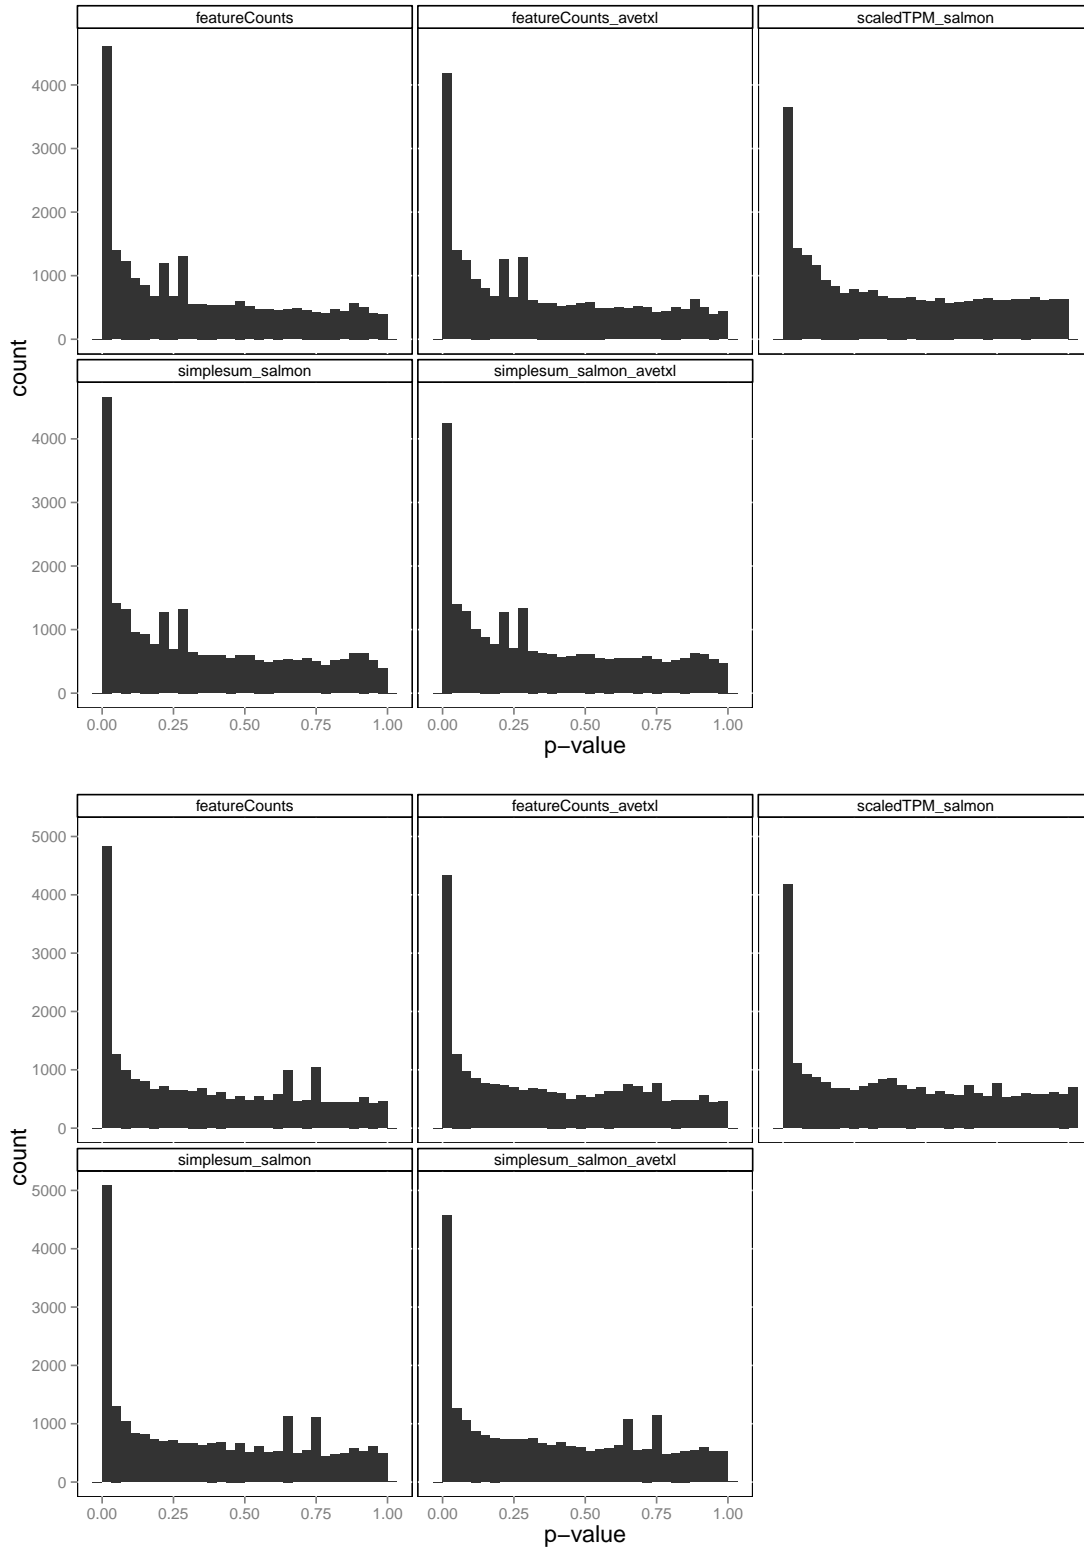 featureCounts featureCounts_avetxl scaledTPM_salmon
4000
3000
2000
1000
0
simplesum_salmon simplesum_salmon_avetxl
4000
3000
2000
1000
0
0.00 0.25 0.50 0.75 1.00 0.00 0.25 0.50 0.75 1.00
p−value
count
featureCounts featureCounts_avetxl scaledTPM_salmon
5000
4000
3000
2000
1000
0
simplesum_salmon simplesum_salmon_avetxl
5000
4000
3000
2000
1000
0
0.00 0.25 0.50 0.75 1.00 0.00 0.25 0.50 0.75 1.00
p−value
count